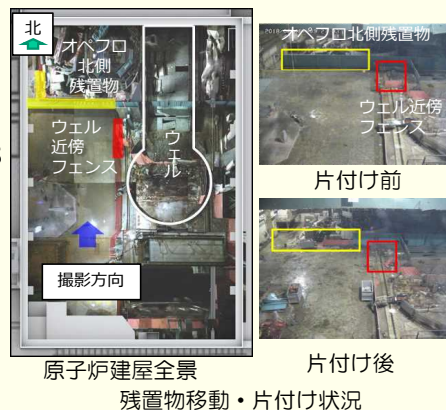 北
オペフロ
北側
残置物
ウェル
近傍
フェンス
ウェル
撮影方向
原子炉建屋全景
オペフロ北側残置物
ウェル近傍
フェンス
片付け前
片付け後
残置物移動・片付け状況